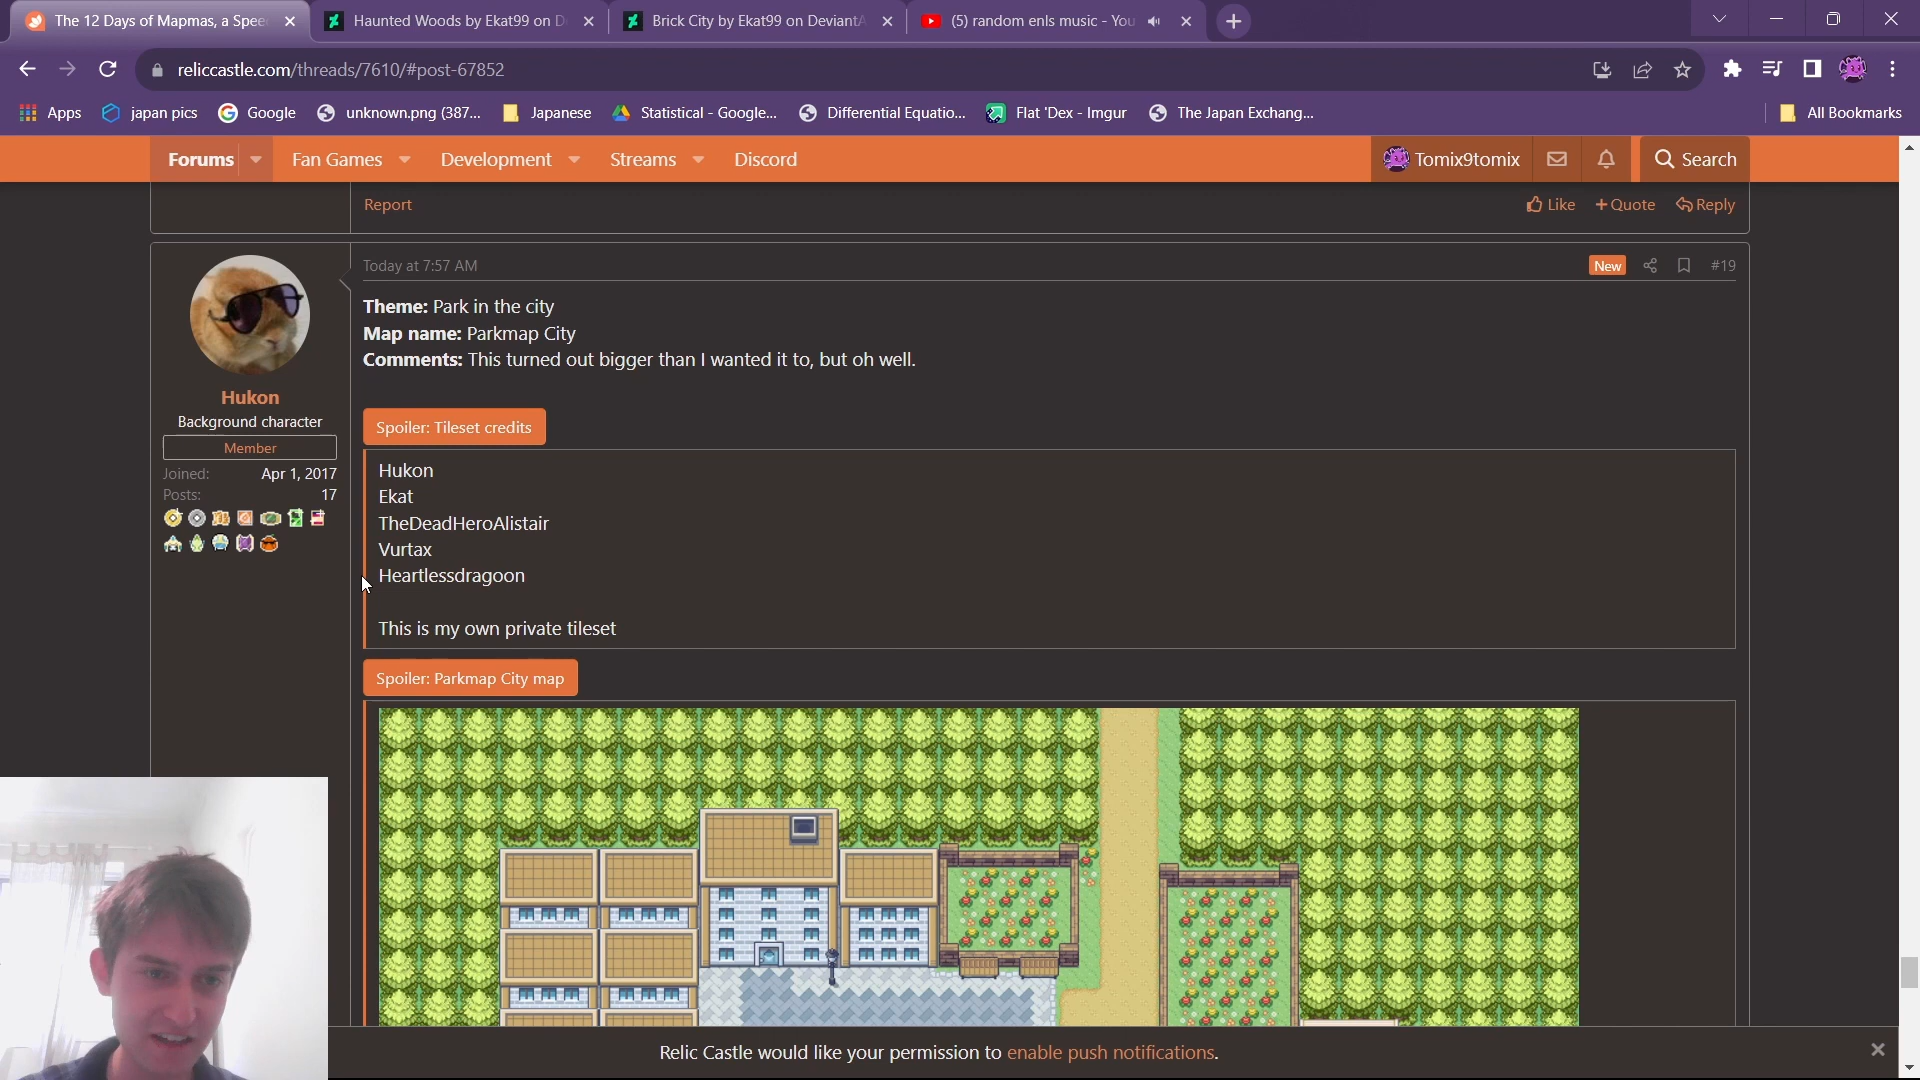 The 12 Days of Mapmas, a Spee
Haunted Woods by Ekat99 on D
Brick City by Ekat99 on DeviantA
(5) random enls music - You
reliccastle.com/threads/7610/#post-67852
Apps
japan pics
Google
unknown.png (387...
Japanese
Statistical - Google...
Differential Equatio...
Flat 'Dex - Imgur
The Japan Exchang...
All Bookmarks
Forums
Fan Games
Development
Streams
Discord
Tomix9tomix
Search
Report
Like
+Quote
Reply
Today at 7:57 AM
New
#19
Theme: Park in the city
Map name: Parkmap City
Comments: This turned out bigger than I wanted it to, but oh well.
Hukon
Background character
Member
Joined: Apr 1, 2017
Posts: 17
Spoiler: Tileset credits
Hukon
Ekat
TheDeadHeroAlistair
Vurtax
Heartlessdragoon
This is my own private tileset
Spoiler: Parkmap City map
Relic Castle would like your permission to enable push notifications.